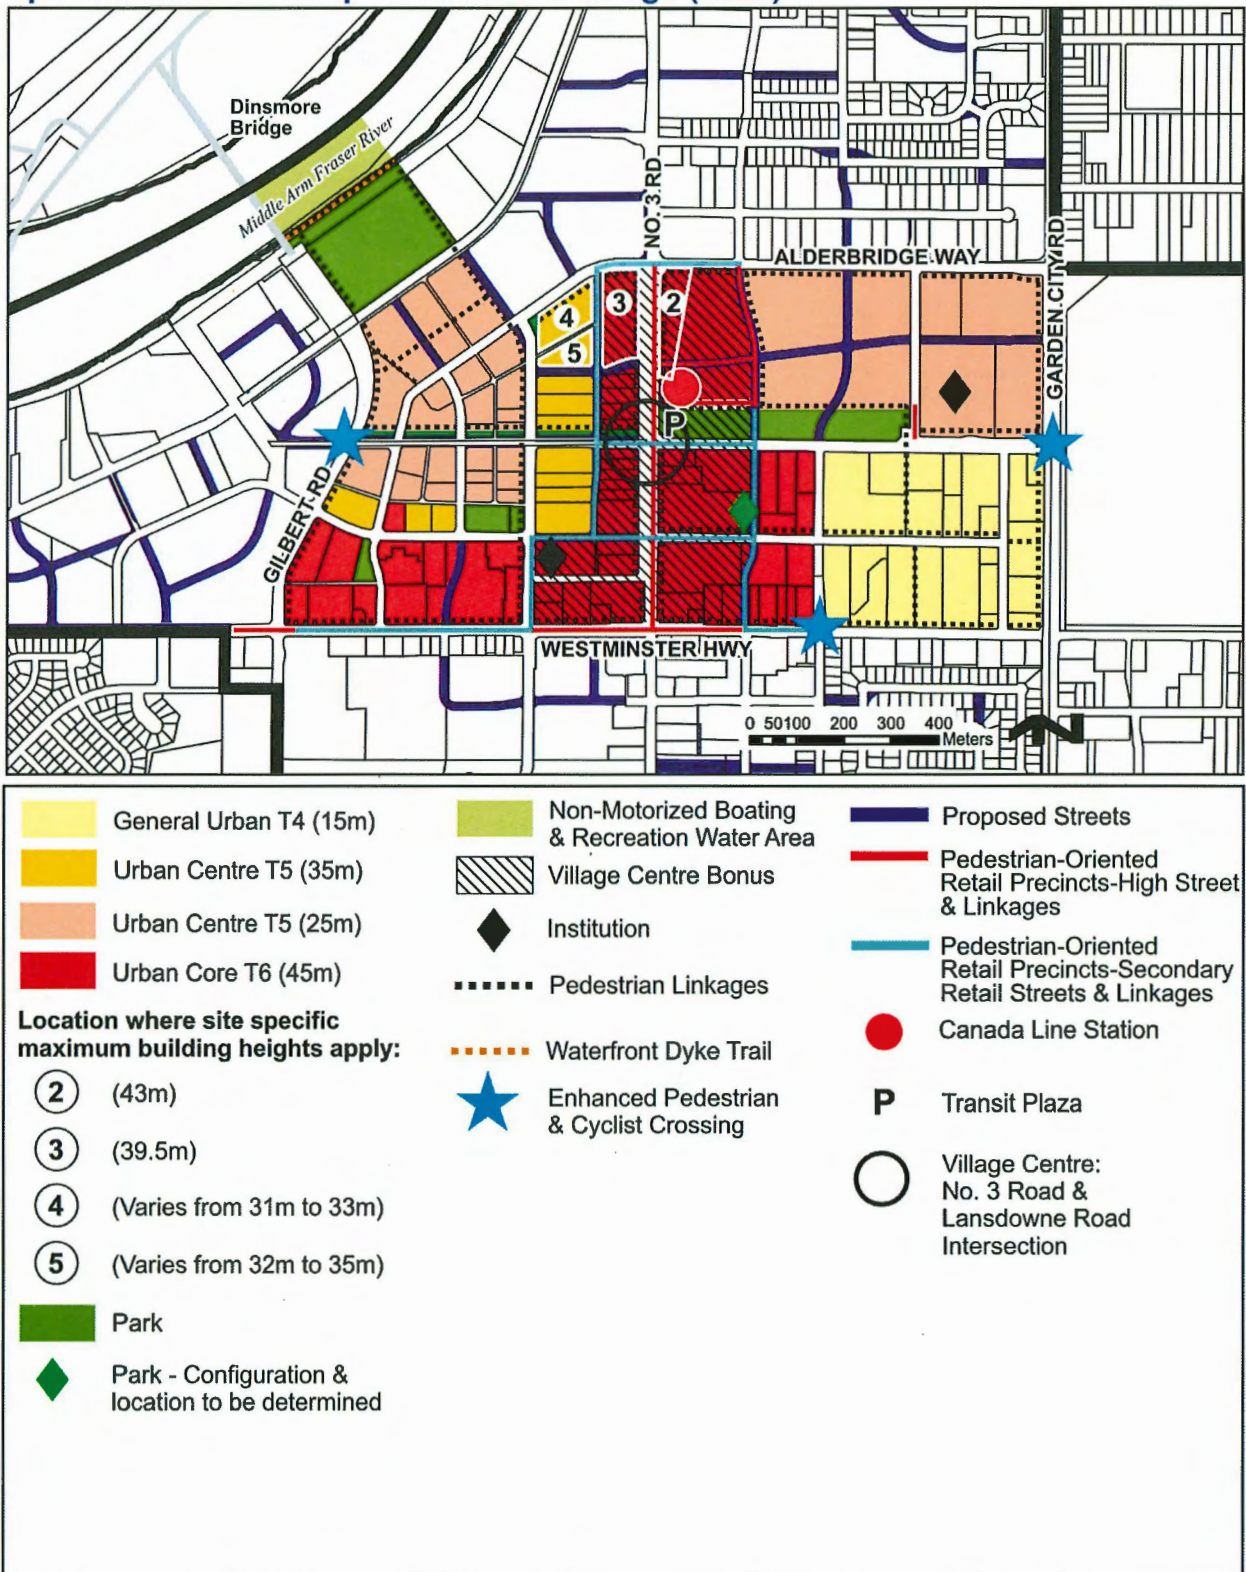 Dinsmore
Bridge
Middle Arm Fraser River
NO. 3 RD
ALDERBRIDGE WAY
GARDEN CITY RD
3
2
4
5
P
GILBERT RD
WESTMINSTER HWY
0 50 100 200 300 400
Meters
General Urban T4 (15m)
Urban Centre T5 (35m)
Urban Centre T5 (25m)
Urban Core T6 (45m)
Location where site specific
maximum building heights apply:
2 (43m)
3 (39.5m)
4 (Varies from 31m to 33m)
5 (Varies from 32m to 35m)
Park
Park - Configuration &
location to be determined
Non-Motorized Boating
& Recreation Water Area
Village Centre Bonus
Institution
Pedestrian Linkages
Waterfront Dyke Trail
Enhanced Pedestrian
& Cyclist Crossing
Proposed Streets
Pedestrian-Oriented
Retail Precincts-High Street
& Linkages
Pedestrian-Oriented
Retail Precincts-Secondary
Retail Streets & Linkages
Canada Line Station
P Transit Plaza
Village Centre:
No. 3 Road &
Lansdowne Road
Intersection